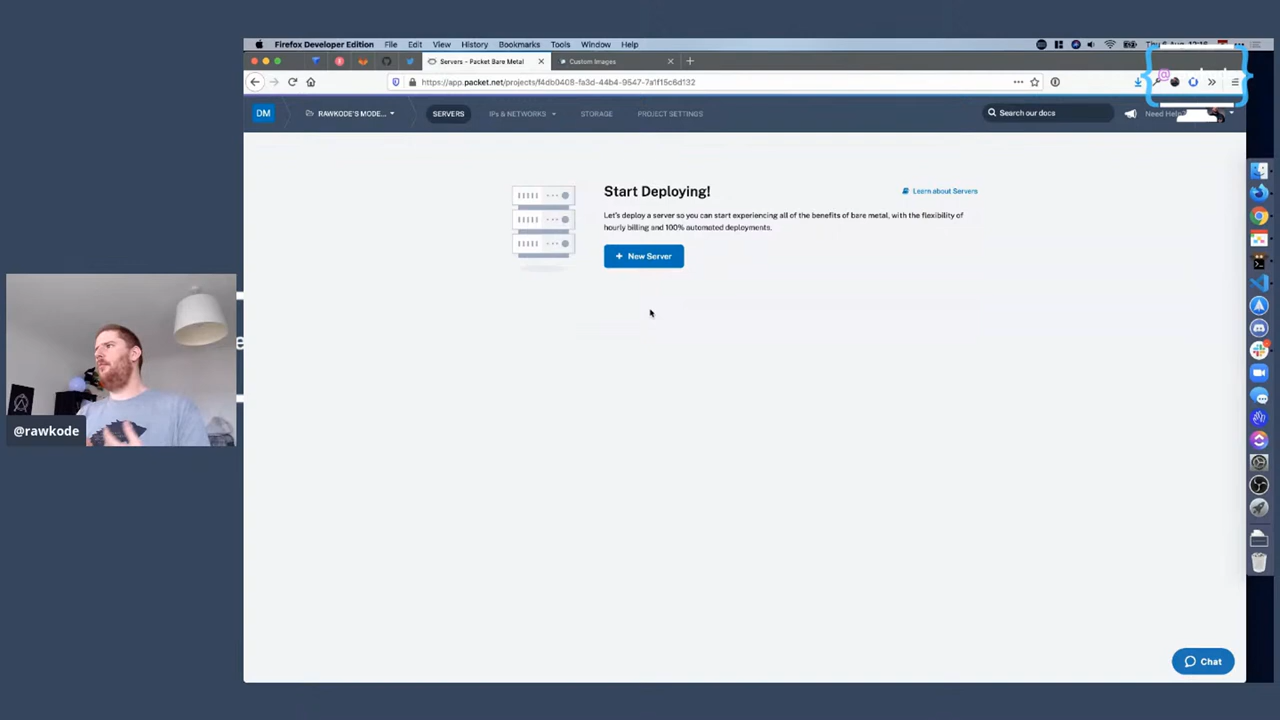 Firefox Developer Edition File Edit View History Bookmarks Tools Window Help
Servers - Packet Bare Metal
Custom Images
https://app.packet.net/projects/f4db0408-fa3d-44b4-9547-7a1f15c6d132
DM
RAWKODE'S MODE...
SERVERS
IPs & NETWORKS
STORAGE
PROJECT SETTINGS
Search our docs
Need Help?
Start Deploying!
Learn about Servers
Let's deploy a server so you can start experiencing all of the benefits of bare metal, with the flexibility of
hourly billing and 100% automated deployments.
+ New Server
@rawkode
Chat